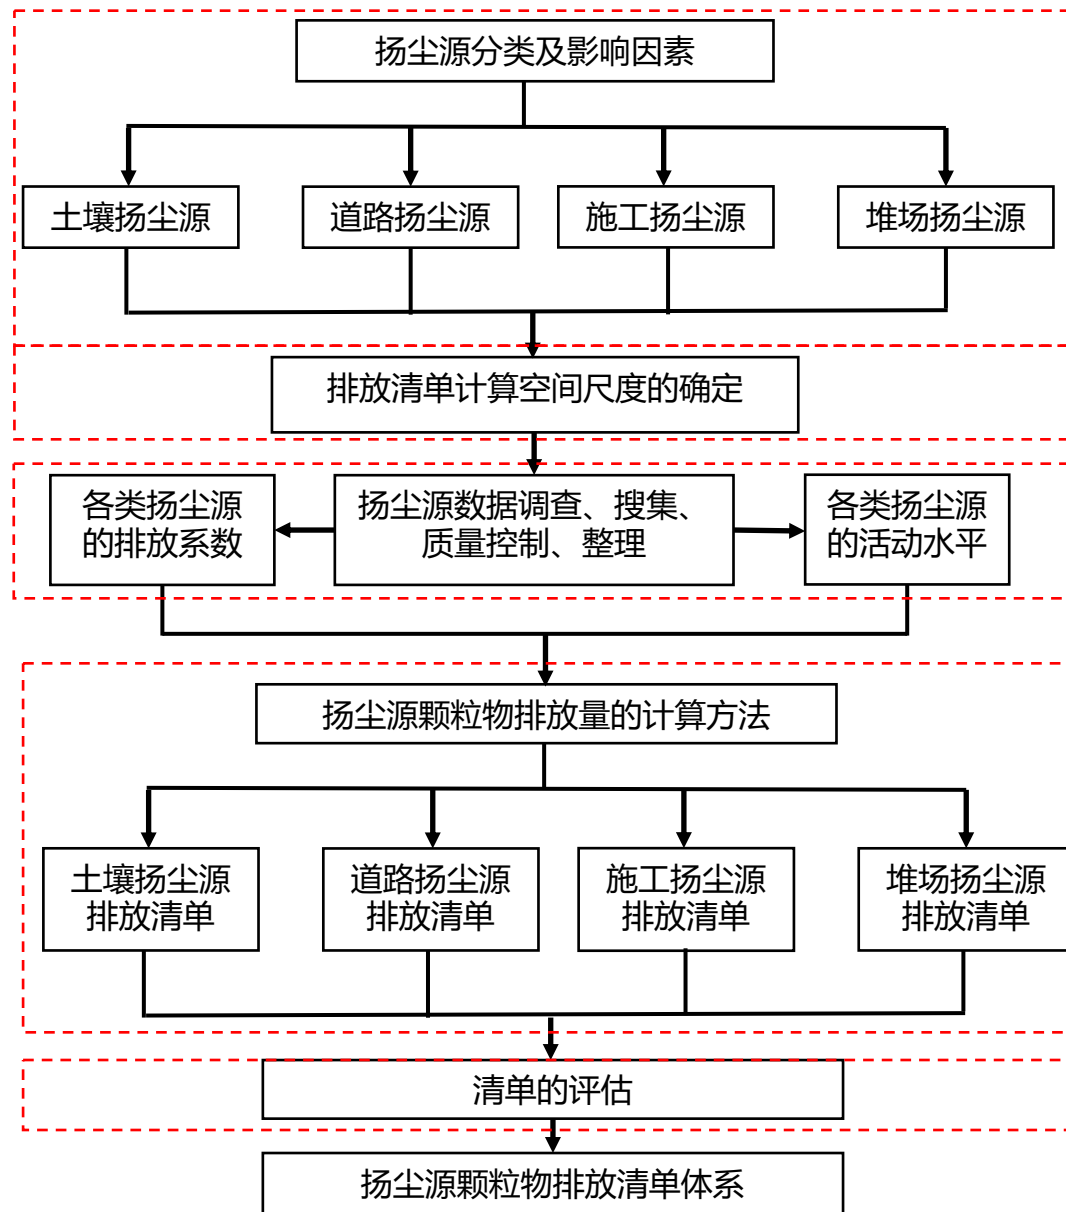 扬尘源分类及影响因素
土壤扬尘源
道路扬尘源
施工扬尘源
堆场扬尘源
排放清单计算空间尺度的确定
各类扬尘源
的排放系数
扬尘源数据调查、搜集、
质量控制、整理
各类扬尘源
的活动水平
扬尘源颗粒物排放量的计算方法
土壤扬尘源
排放清单
道路扬尘源
排放清单
施工扬尘源
排放清单
堆场扬尘源
排放清单
清单的评估
扬尘源颗粒物排放清单体系